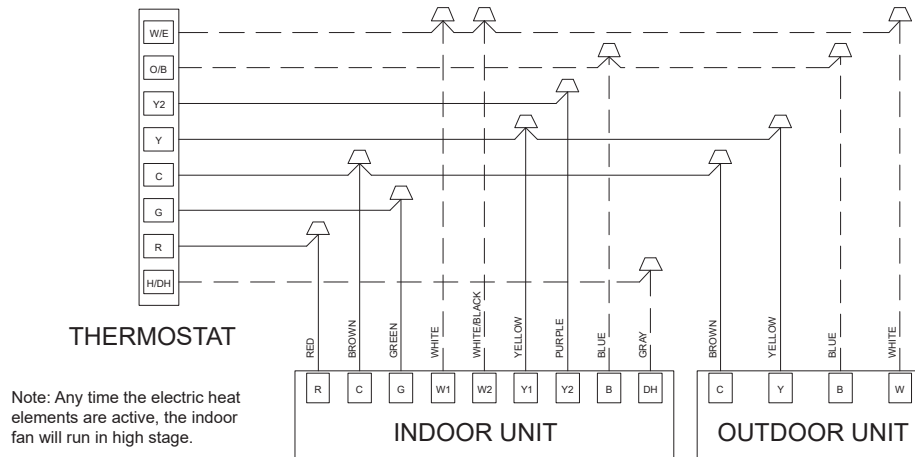 W/E
O/B
Y2
Y
C
G
R
H/DH
THERMOSTAT
RED
BROWN
GREEN
WHITE
WHITE/BLACK
YELLOW
PURPLE
BLUE
GRAY
BROWN
YELLOW
BLUE
WHITE
Note: Any time the electric heat
elements are active, the indoor
fan will run in high stage.
R C G W1 W2 Y1 Y2 B DH
INDOOR UNIT
C Y B W
OUTDOOR UNIT